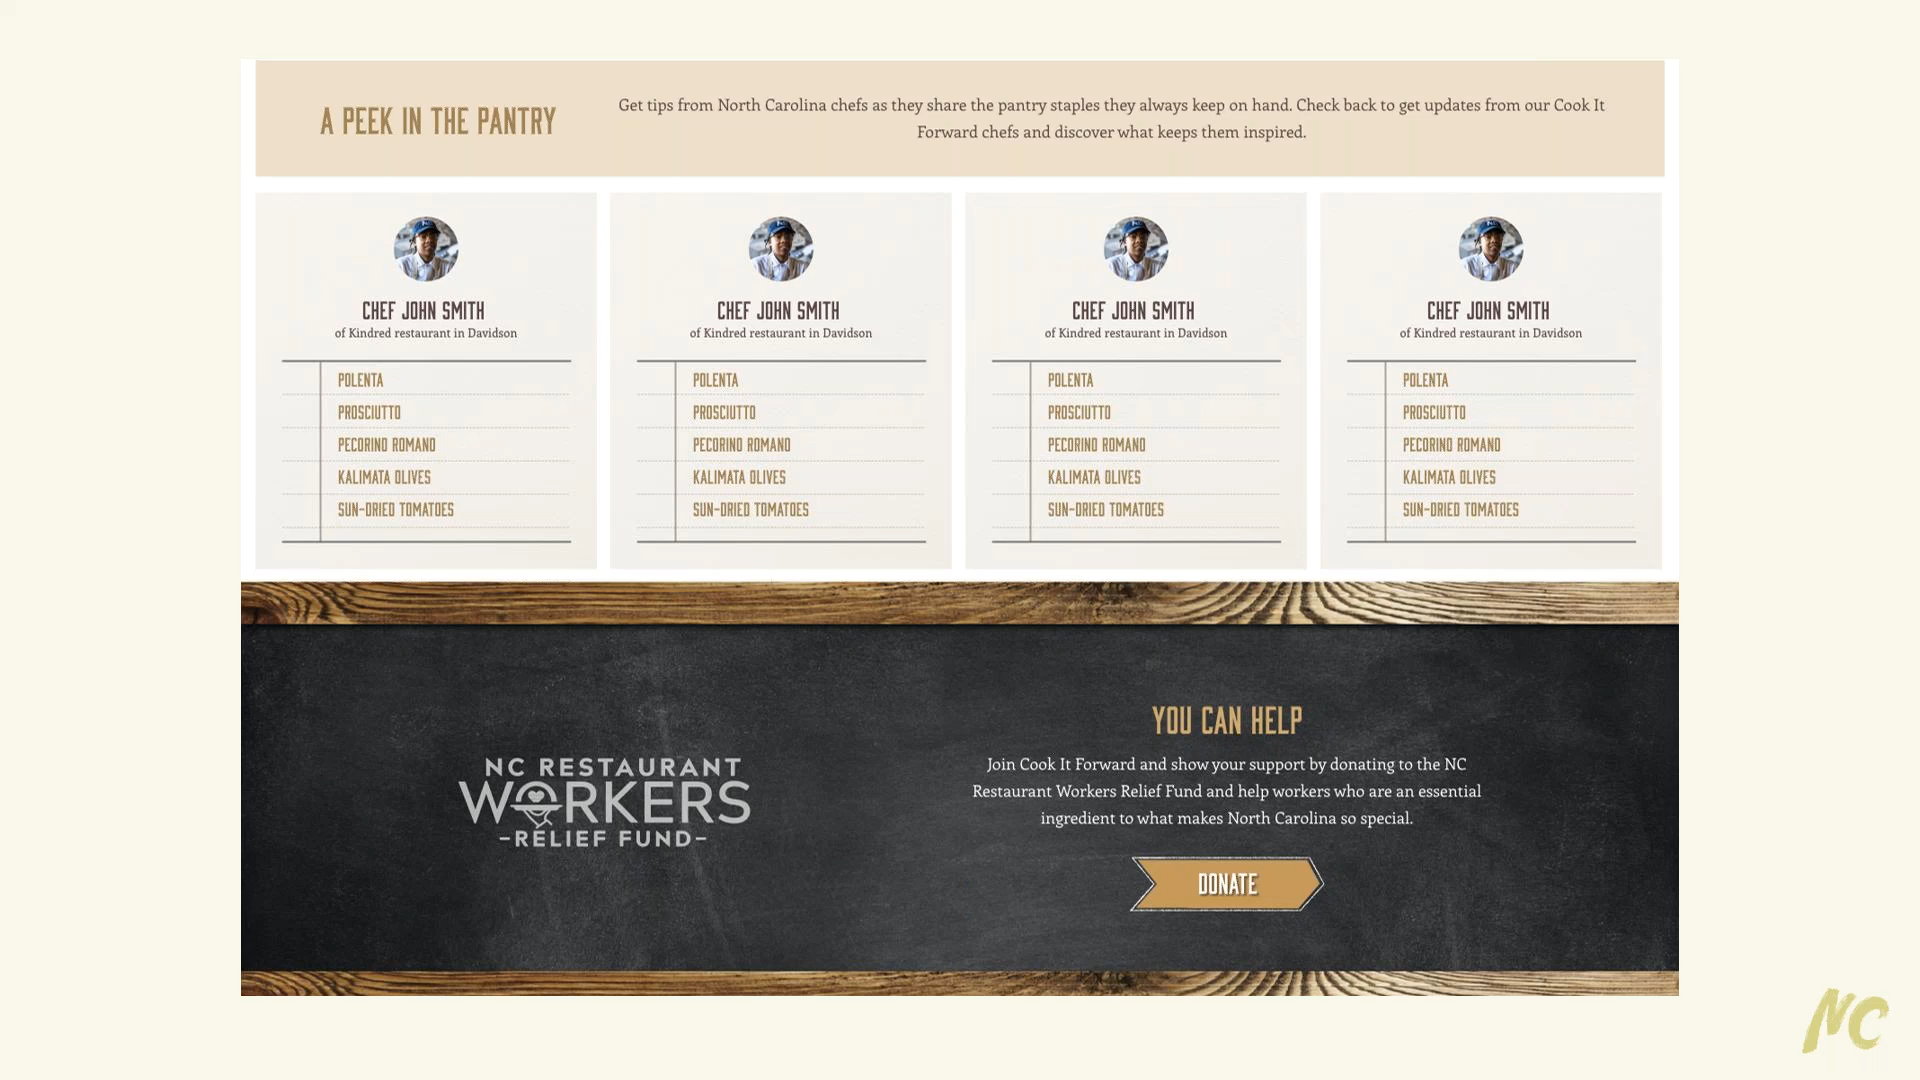 A PEEK IN THE PANTRY
Get tips from North Carolina chefs as they share the pantry staples they always keep on hand. Check back to get updates from our Cook It
Forward chefs and discover what keeps them inspired.
CHEF JOHN SMITH
of Kindred restaurant in Davidson
POLENTA
PROSCIUTTO
PECORINO ROMANO
KALIMATA OLIVES
SUN-DRIED TOMATOES
CHEF JOHN SMITH
of Kindred restaurant in Davidson
POLENTA
PROSCIUTTO
PECORINO ROMANO
KALIMATA OLIVES
SUN-DRIED TOMATOES
CHEF JOHN SMITH
of Kindred restaurant in Davidson
POLENTA
PROSCIUTTO
PECORINO ROMANO
KALIMATA OLIVES
SUN-DRIED TOMATOES
CHEF JOHN SMITH
of Kindred restaurant in Davidson
POLENTA
PROSCIUTTO
PECORINO ROMANO
KALIMATA OLIVES
SUN-DRIED TOMATOES
NC RESTAURANT
WORKERS
-RELIEF FUND-
YOU CAN HELP
Join Cook It Forward and show your support by donating to the NC
Restaurant Workers Relief Fund and help workers who are an essential
ingredient to what makes North Carolina so special.
DONATE
NC